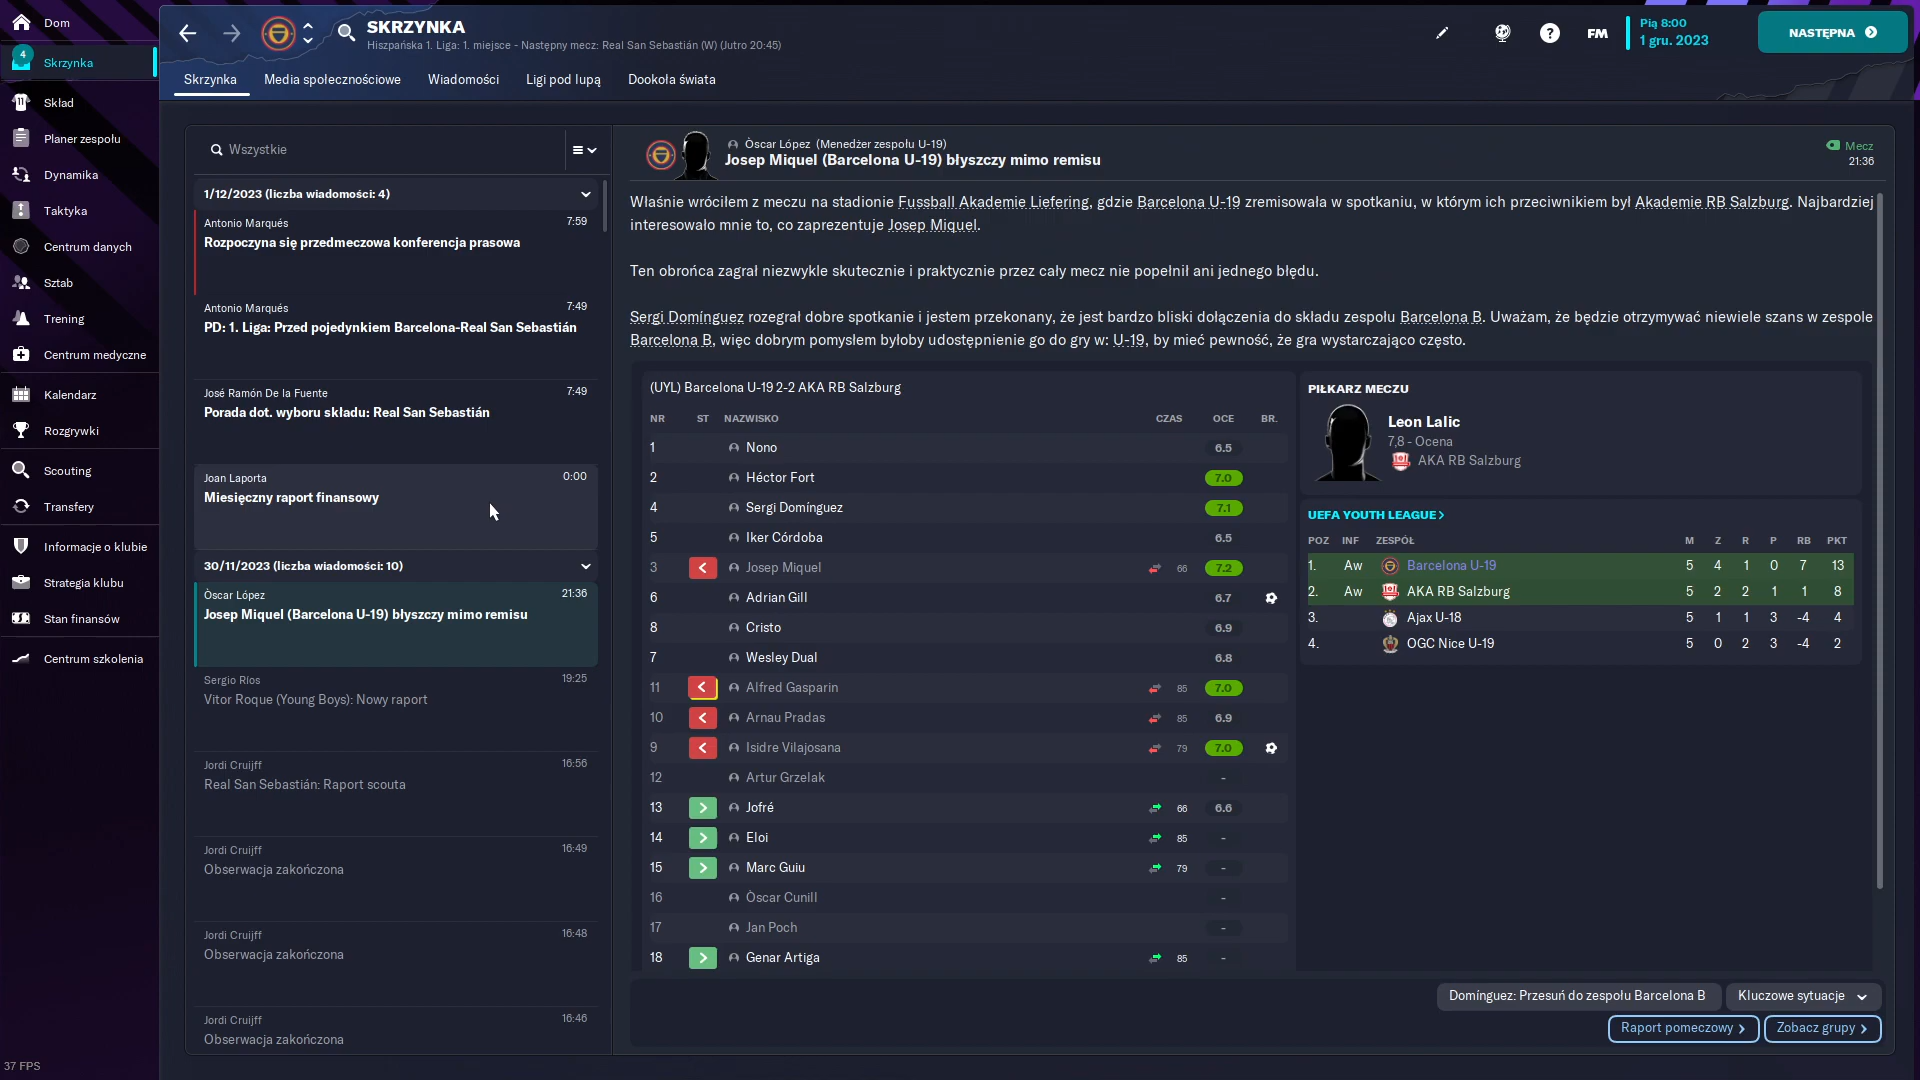 Dom
4
Skrzynka
Skład
Planer zespołu
Dynamika
Taktyka
Centrum danych
Sztab
Trening
Centrum medyczne
Kalendarz
Rozgrywki
Scouting
Transfery
Informacje o klubie
Strategia klubu
Stan finansów
Centrum szkolenia
37 FPS
SKRZYNKA
Hiszpańska 1. Liga: 1. miejsce - Następny mecz: Real San Sebastián (W) (Jutro 20:45)
FM
Pią 8:00
1 gru. 2023
NASTĘPNA
Skrzynka Media społecznościowe Wiadomości Ligi pod lupą Dookoła świata
Wszystkie
1/12/2023 (liczba wiadomości: 4)
Antonio Marqués 7:59
Rozpoczyna się przedmeczowa konferencja prasowa
Antonio Marqués 7:49
PD: 1. Liga: Przed pojedynkiem Barcelona-Real San Sebastián
José Ramón De la Fuente 7:49
Porada dot. wyboru składu: Real San Sebastián
Joan Laporta 0:00
Miesięczny raport finansowy
30/11/2023 (liczba wiadomości: 10)
Òscar López 21:36
Josep Miquel (Barcelona U-19) błyszczy mimo remisu
Sergio Ríos 19:25
Vitor Roque (Young Boys): Nowy raport
Jordi Cruijff 16:56
Real San Sebastián: Raport scouta
Jordi Cruijff 16:49
Obserwacja zakończona
Jordi Cruijff 16:48
Obserwacja zakończona
Jordi Cruijff 16:46
Obserwacja zakończona
Òscar López (Menedżer zespołu U-19)
Josep Miquel (Barcelona U-19) błyszczy mimo remisu
Mecz
21:36
Właśnie wróciłem z meczu na stadionie Fussball Akademie Liefering, gdzie Barcelona U-19 zremisowała w spotkaniu, w którym ich przeciwnikiem był Akademie RB Salzburg. Najbardziej
interesowało mnie to, co zaprezentuje Josep Miquel.
Ten obrońca zagrał niezwykle skutecznie i praktycznie przez cały mecz nie popełnił ani jednego błędu.
Sergi Domínguez rozegrał dobre spotkanie i jestem przekonany, że jest bardzo bliski dołączenia do składu zespołu Barcelona B. Uważam, że będzie otrzymywać niewiele szans w zespole
Barcelona B, więc dobrym pomysłem byłoby udostępnienie go do gry w: U-19, by mieć pewność, że gra wystarczająco często.
(UYL) Barcelona U-19 2-2 AKA RB Salzburg
NR ST NAZWISKO CZAS OCE BR.
1 Nono 6.5
2 Héctor Fort 7.0
4 Sergi Domínguez 7.1
5 Iker Córdoba 6.5
3 Josep Miquel 66 7.2
6 Adrian Gill 6.7
8 Cristo 6.9
7 Wesley Dual 6.8
11 Alfred Gasparin 85 7.0
10 Arnau Pradas 85 6.9
9 Isidre Vilajosana 79 7.0
12 Artur Grzelak -
13 Jofré 66 6.6
14 Eloi 85 -
15 Marc Guiu 79 -
16 Òscar Cunill -
17 Jan Poch -
18 Genar Artiga 85 -
PIŁKARZ MECZU
Leon Lalic
7,8 - Ocena
AKA RB Salzburg
UEFA YOUTH LEAGUE
POZ INF ZESPÓŁ M Z R P RB PKT
1. Aw Barcelona U-19 5 4 1 0 7 13
2. Aw AKA RB Salzburg 5 2 2 1 1 8
3. Ajax U-18 5 1 1 3 -4 4
4. OGC Nice U-19 5 0 2 3 -4 2
Domínguez: Przesuń do zespołu Barcelona B Kluczowe sytuacje
Raport pomeczowy Zobacz grupy